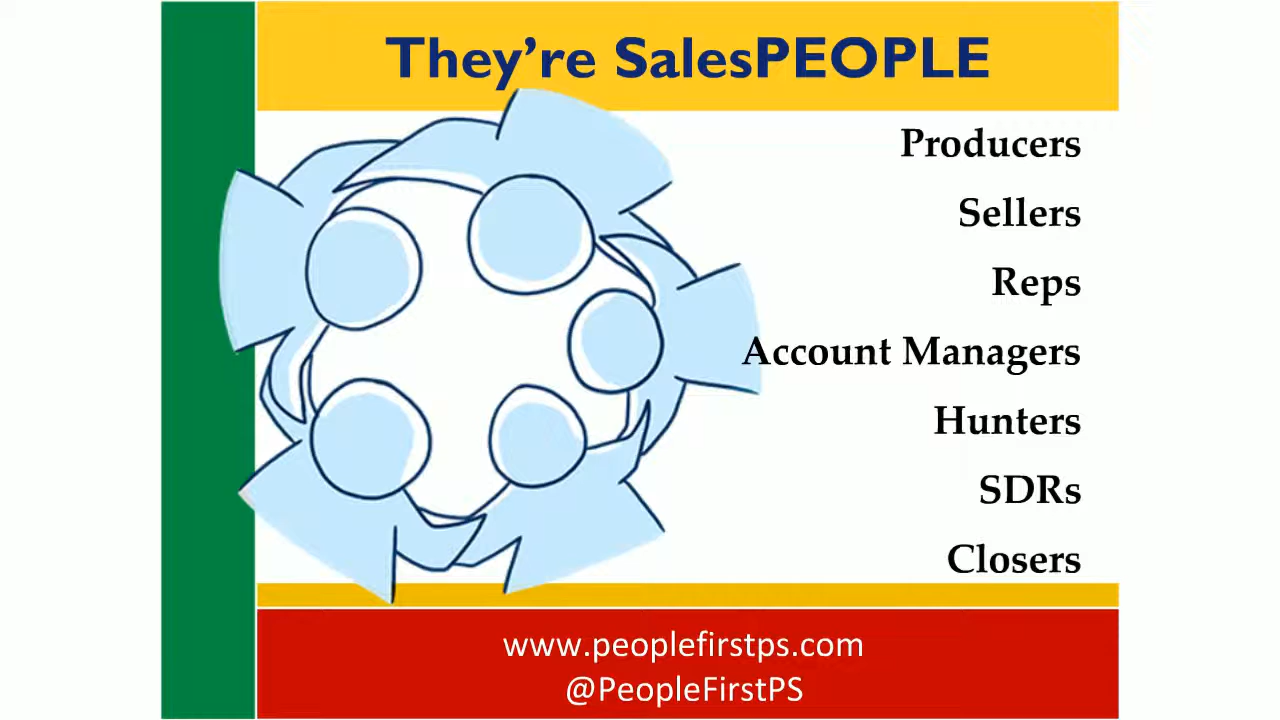 They’re SalesPEOPLE
Producers
Sellers
Reps
Account Managers
Hunters
SDRs
Closers
www.peoplefirstps.com
@PeopleFirstPS